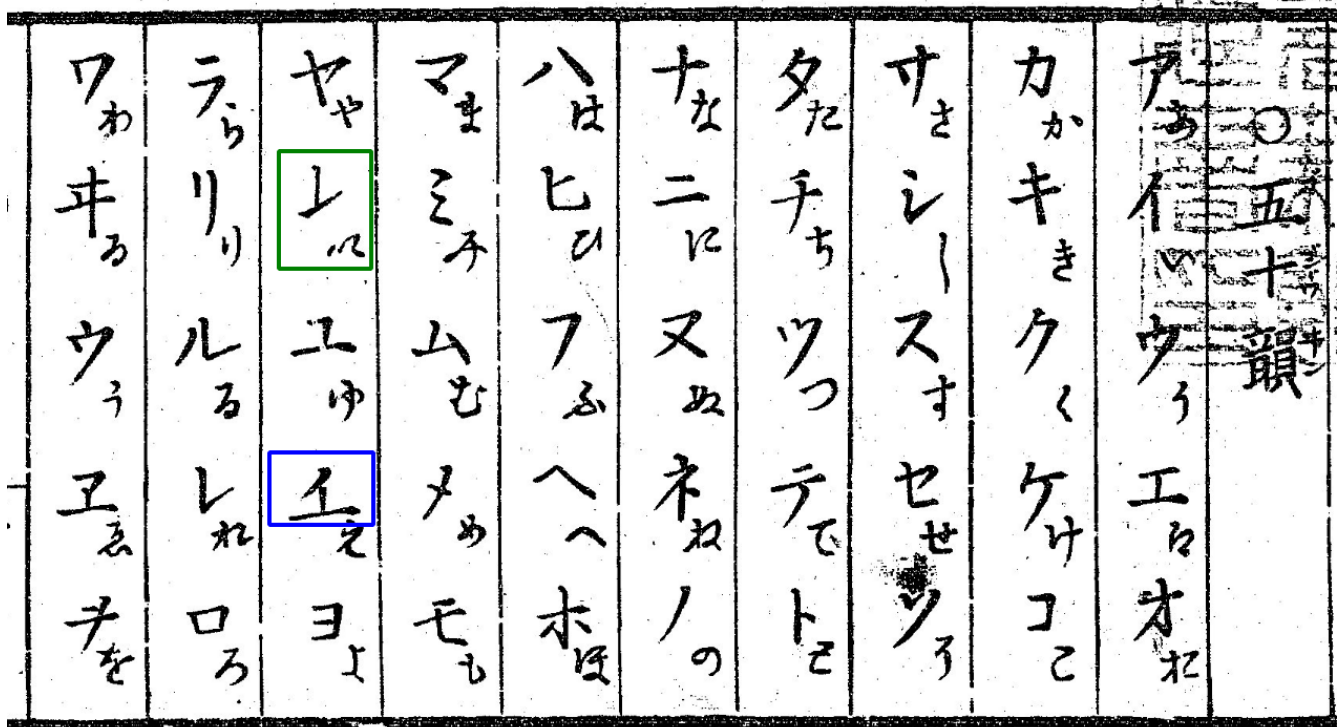 〇五十韻
アあイいウうエオお
カかキきクくケけコこ
サさシしスすセせソそ
タたチちツつテてトと
ナなニにヌぬネねノの
ハはヒひフふヘへホほ
マまミみムむメめモも
ヤやユゆヨよ
ラらリりルるレれロろ
ワわヰゐウうヱゑヲを